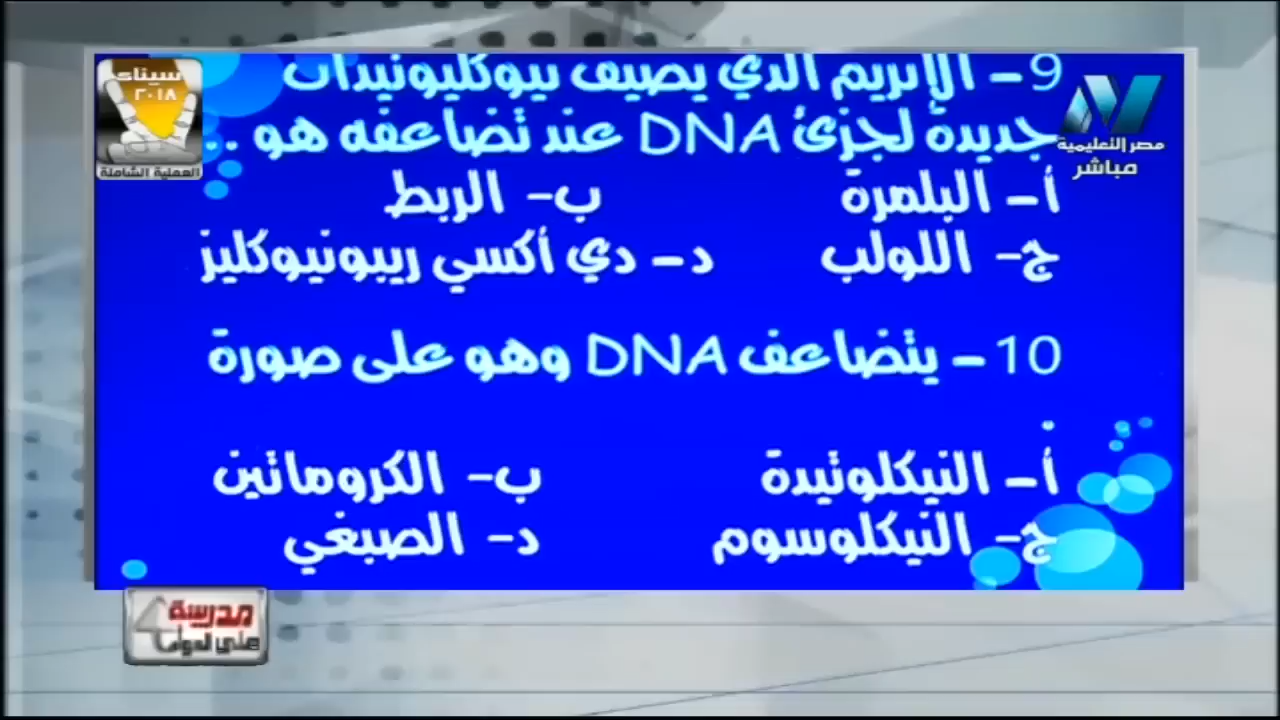 9 – الإنزيم الذي يضيف نيوكليوتيدات
جديدة لجزئ DNA عند تضاعفه هو ..
أ – البلمرة ب- الربط
ج- اللولب د – دي أكسي ريبونيوكليز
10 – يتضاعف DNA وهو على صورة
أ – النيكلوتيدة ب- الكروماتين
ج- النيكلوسوم د- الصبغي
سيناء
٢٠١٨
العملية الشاملة
مصر التعليمية
مباشر
مدرسة
على الهواء